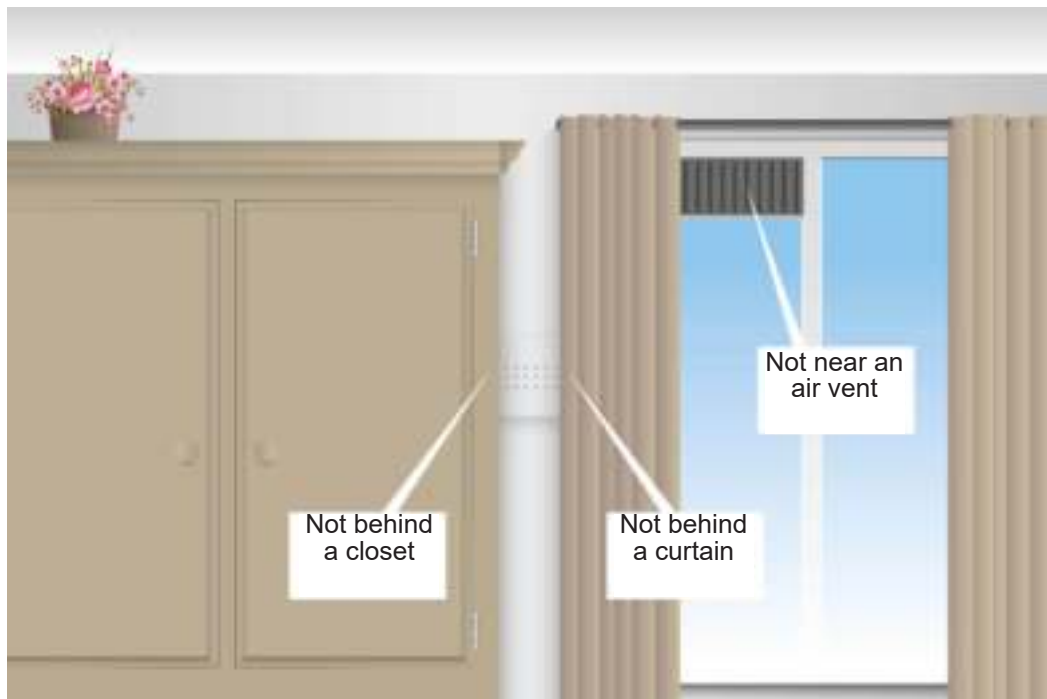 Not near an
air vent
Not behind
a closet
Not behind
a curtain